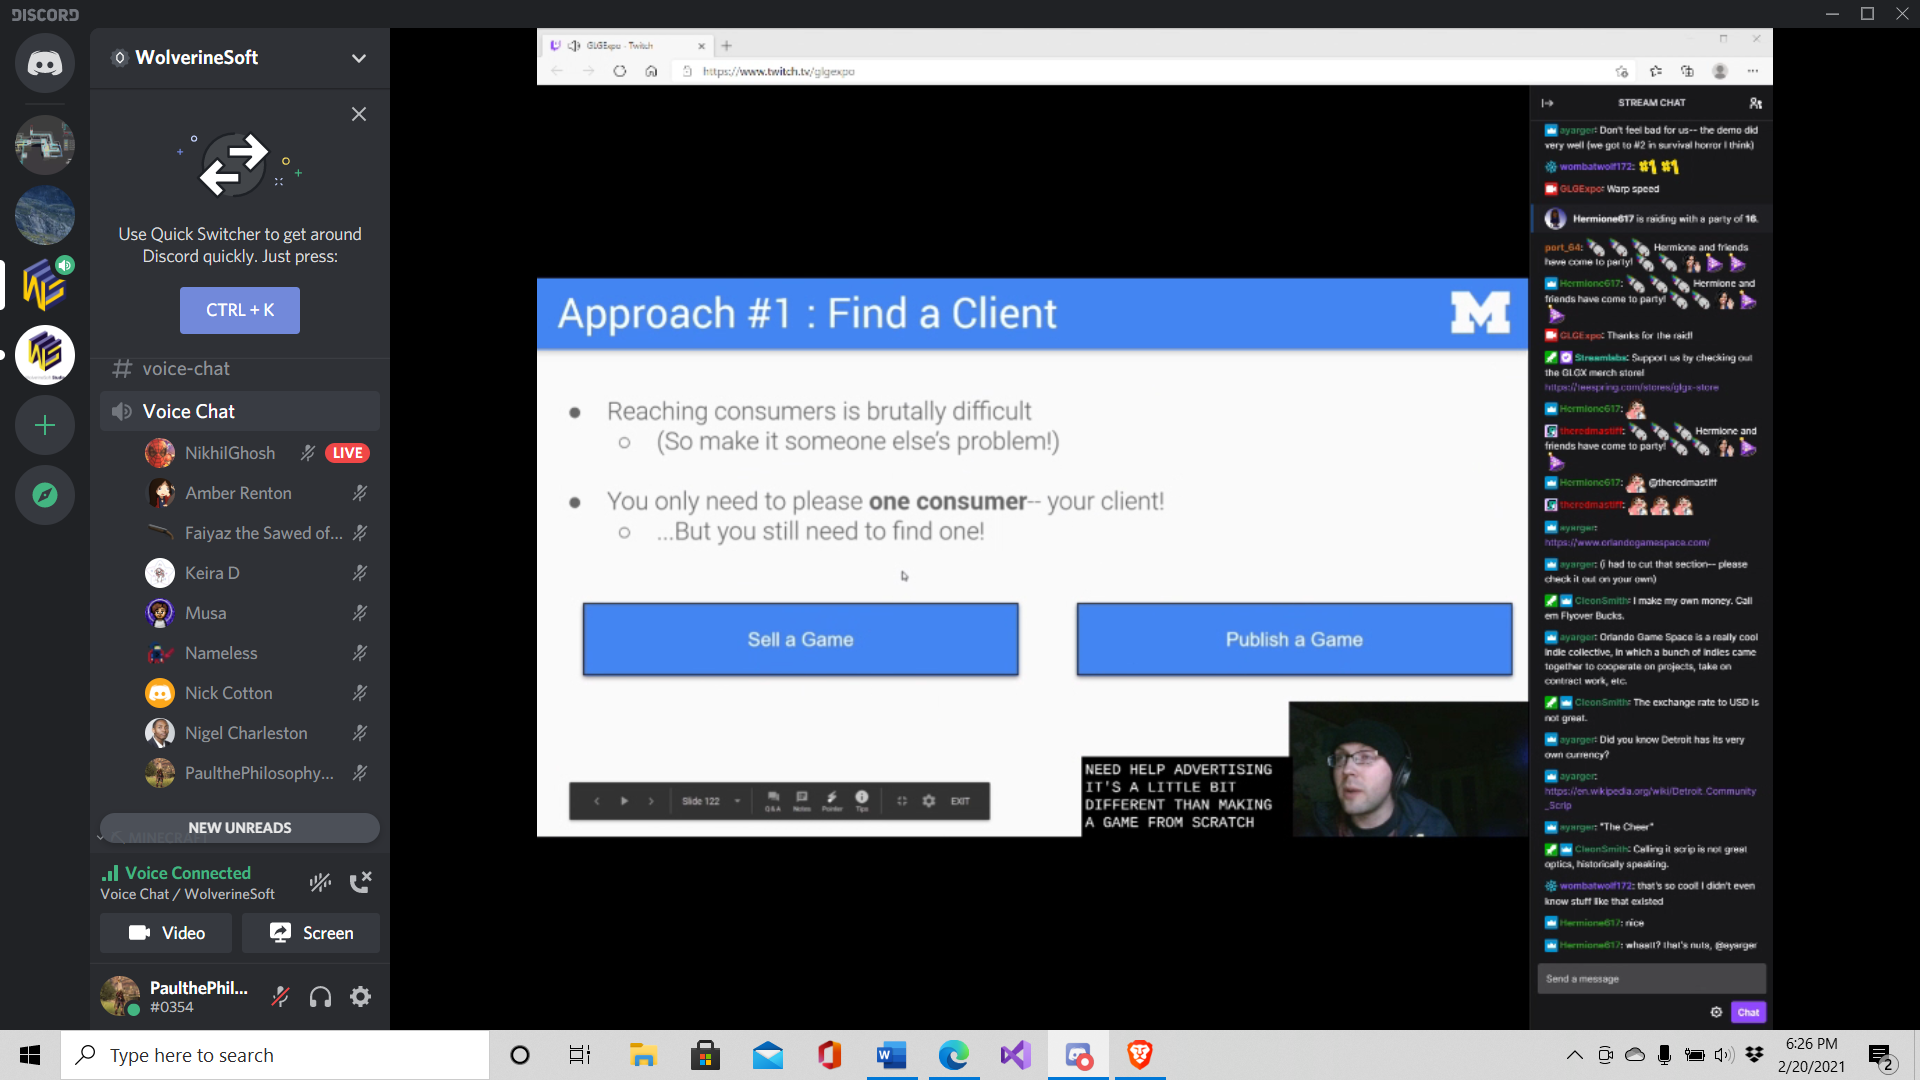 DISCORD
WolverineSoft
Use Quick Switcher to get around
Discord quickly. Just press:
CTRL + K
voice-chat
Voice Chat
NikhilGhosh
LIVE
Amber Renton
Faiyaz the Sawed of...
Keira D
Musa
Nameless
Nick Cotton
Nigel Charleston
PaulthePhilosophy...
NEW UNREADS
MINECRAFT
Voice Connected
Voice Chat / WolverineSoft
Video
Screen
PaulthePhil...
#0354
GLGExpo - Twitch
https://www.twitch.tv/glgexpo
Approach #1 : Find a Client
M
● Reaching consumers is brutally difficult
○ (So make it someone else's problem!)
● You only need to please one consumer-- your client!
○ ...But you still need to find one!
Sell a Game
Publish a Game
Slide 122
Q&A
Notes
Pointer
Tips
EXIT
NEED HELP ADVERTISING
IT'S A LITTLE BIT
DIFFERENT THAN MAKING
A GAME FROM SCRATCH
STREAM CHAT
ayarger: Don't feel bad for us-- the demo did
very well (we got to #2 in survival horror I think)
wombatwolf172: #1 #1
GLGExpo: Warp speed
Hermione617 is raiding with a party of 16.
port_64: Hermione and friends
have come to party!
Hermione617: Hermione and
friends have come to party!
GLGExpo: Thanks for the raid!
Streamlabs: Support us by checking out
the GLGX merch store!
https://teespring.com/stores/glgx-store
Hermione617:
theredmastiff: Hermione and
friends have come to party!
Hermione617: @theredmastiff
theredmastiff:
ayarger:
https://www.orlandogamespace.com/
ayarger: (i had to cut that section-- please
check it out on your own)
CleonSmith: I make my own money. Call
em Flyover Bucks.
ayarger: Orlando Game Space is a really cool
indie collective, in which a bunch of indies came
together to cooperate on projects, take on
contract work, etc.
CleonSmith: The exchange rate to USD is
not great.
ayarger: Did you know Detroit has its very
own currency?
ayarger:
https://en.wikipedia.org/wiki/Detroit_Community
_Scrip
ayarger: "The Cheer"
CleonSmith: Calling it scrip is not great
optics, historically speaking.
wombatwolf172: that's so cool! I didn't even
know stuff like that existed
Hermione617: nice
Hermione617: whaatt? that's nuts, @ayarger
Send a message
Chat
Type here to search
6:26 PM
2/20/2021
2